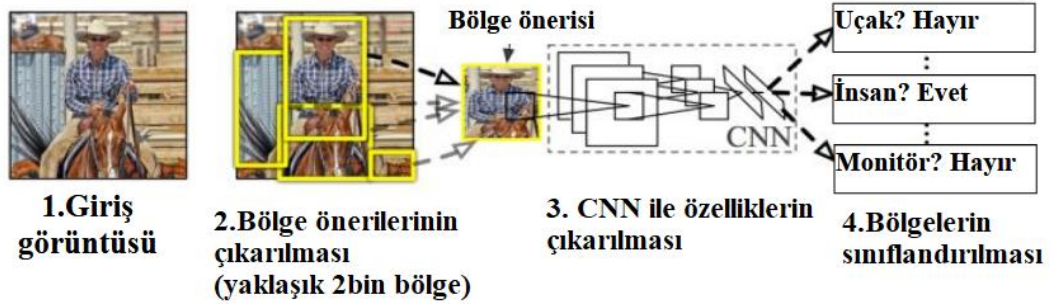 Bölge önerisi
Uçak? Hayır
İnsan? Evet
Monitör? Hayır
CNN
1.Giriş
görüntüsü
2.Bölge önerilerinin
çıkarılması
(yaklaşık 2bin bölge)
3. CNN ile özelliklerin
çıkarılması
4.Bölgelerin
sınıflandırılması